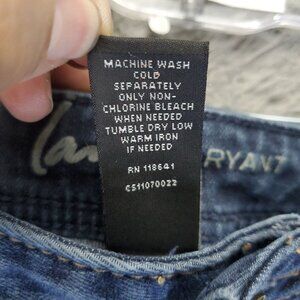 MACHINE WASH
COLD
SEPARATELY
ONLY NON-
CHLORINE BLEACH
WHEN NEEDED
TUMBLE DRY LOW
WARM IRON
IF NEEDED
RN 118641
CS11070022
RYANT